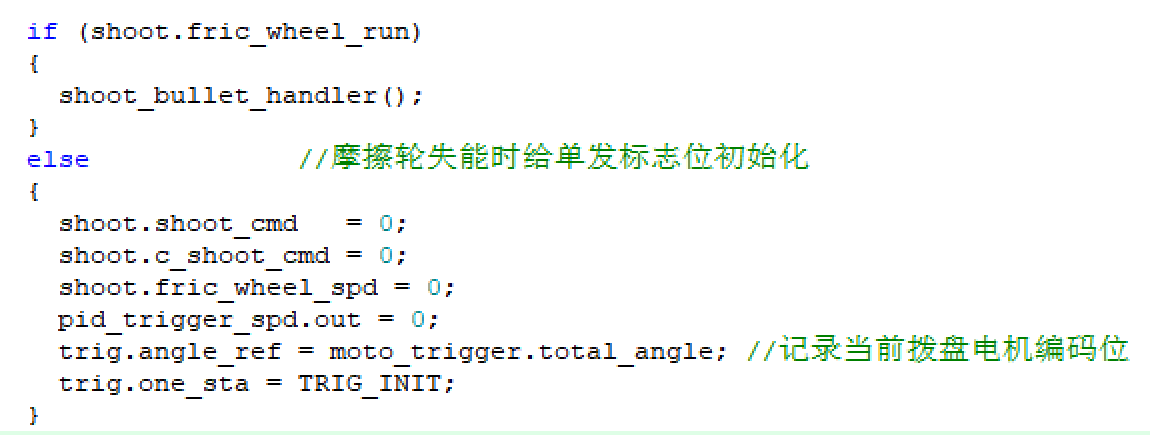 if (shoot.fric_wheel_run)
{
  shoot_bullet_handler();
}
else             //摩擦轮失能时给单发标志位初始化
{
  shoot.shoot_cmd   = 0;
  shoot.c_shoot_cmd = 0;
  shoot.fric_wheel_spd = 0;
  pid_trigger_spd.out = 0;
  trig.angle_ref = moto_trigger.total_angle; //记录当前拨盘电机编码位
  trig.one_sta = TRIG_INIT;
}